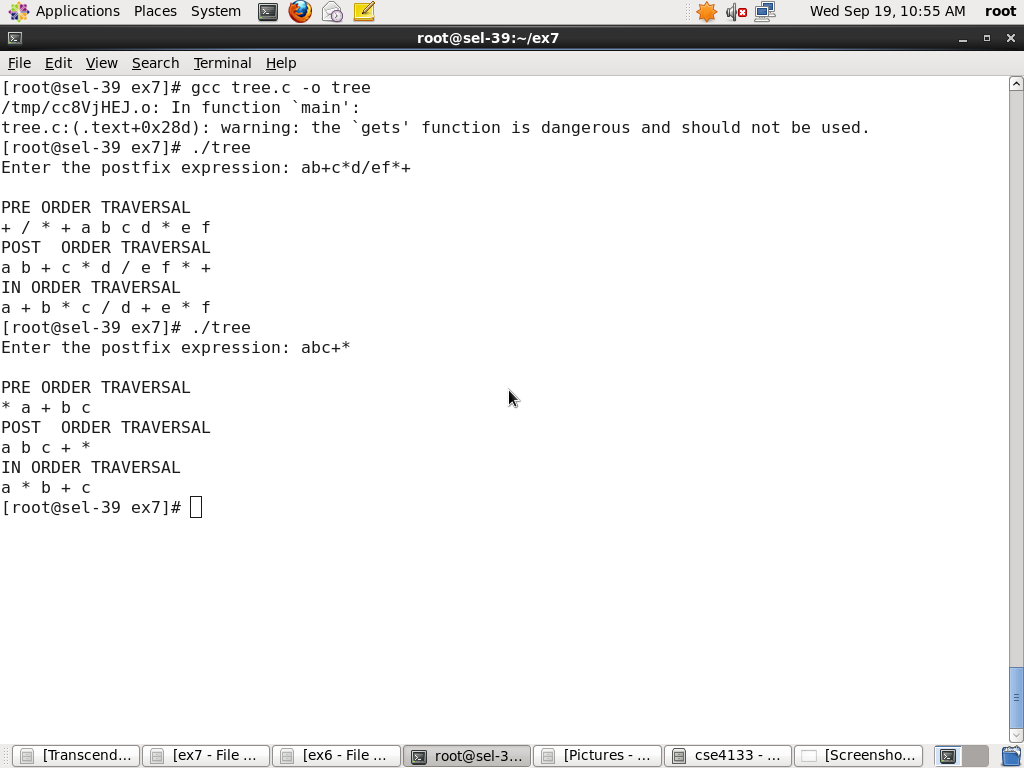 Applications Places System Wed Sep 19, 10:55 AM root
root@sel-39:~/ex7
File Edit View Search Terminal Help
[root@sel-39 ex7]# gcc tree.c -o tree
/tmp/cc8VjHEJ.o: In function `main':
tree.c:(.text+0x28d): warning: the `gets' function is dangerous and should not be used.
[root@sel-39 ex7]# ./tree
Enter the postfix expression: ab+c*d/ef*+
PRE ORDER TRAVERSAL
+ / * + a b c d * e f
POST  ORDER TRAVERSAL
a b + c * d / e f * +
IN ORDER TRAVERSAL
a + b * c / d + e * f
[root@sel-39 ex7]# ./tree
Enter the postfix expression: abc+*
PRE ORDER TRAVERSAL
* a + b c
POST  ORDER TRAVERSAL
a b c + *
IN ORDER TRAVERSAL
a * b + c
[root@sel-39 ex7]#
[Transcend... [ex7 - File ... [ex6 - File ... root@sel-3... [Pictures - ... cse4133 - ... [Screensho...